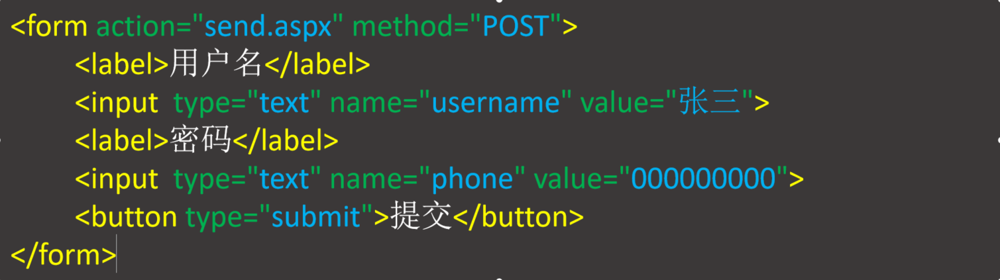 <form action="send.aspx" method="POST">
<label>用户名</label>
<input  type="text" name="username" value="张三">
<label>密码</label>
<input  type="text" name="phone" value="000000000">
<button type="submit">提交</button>
</form>